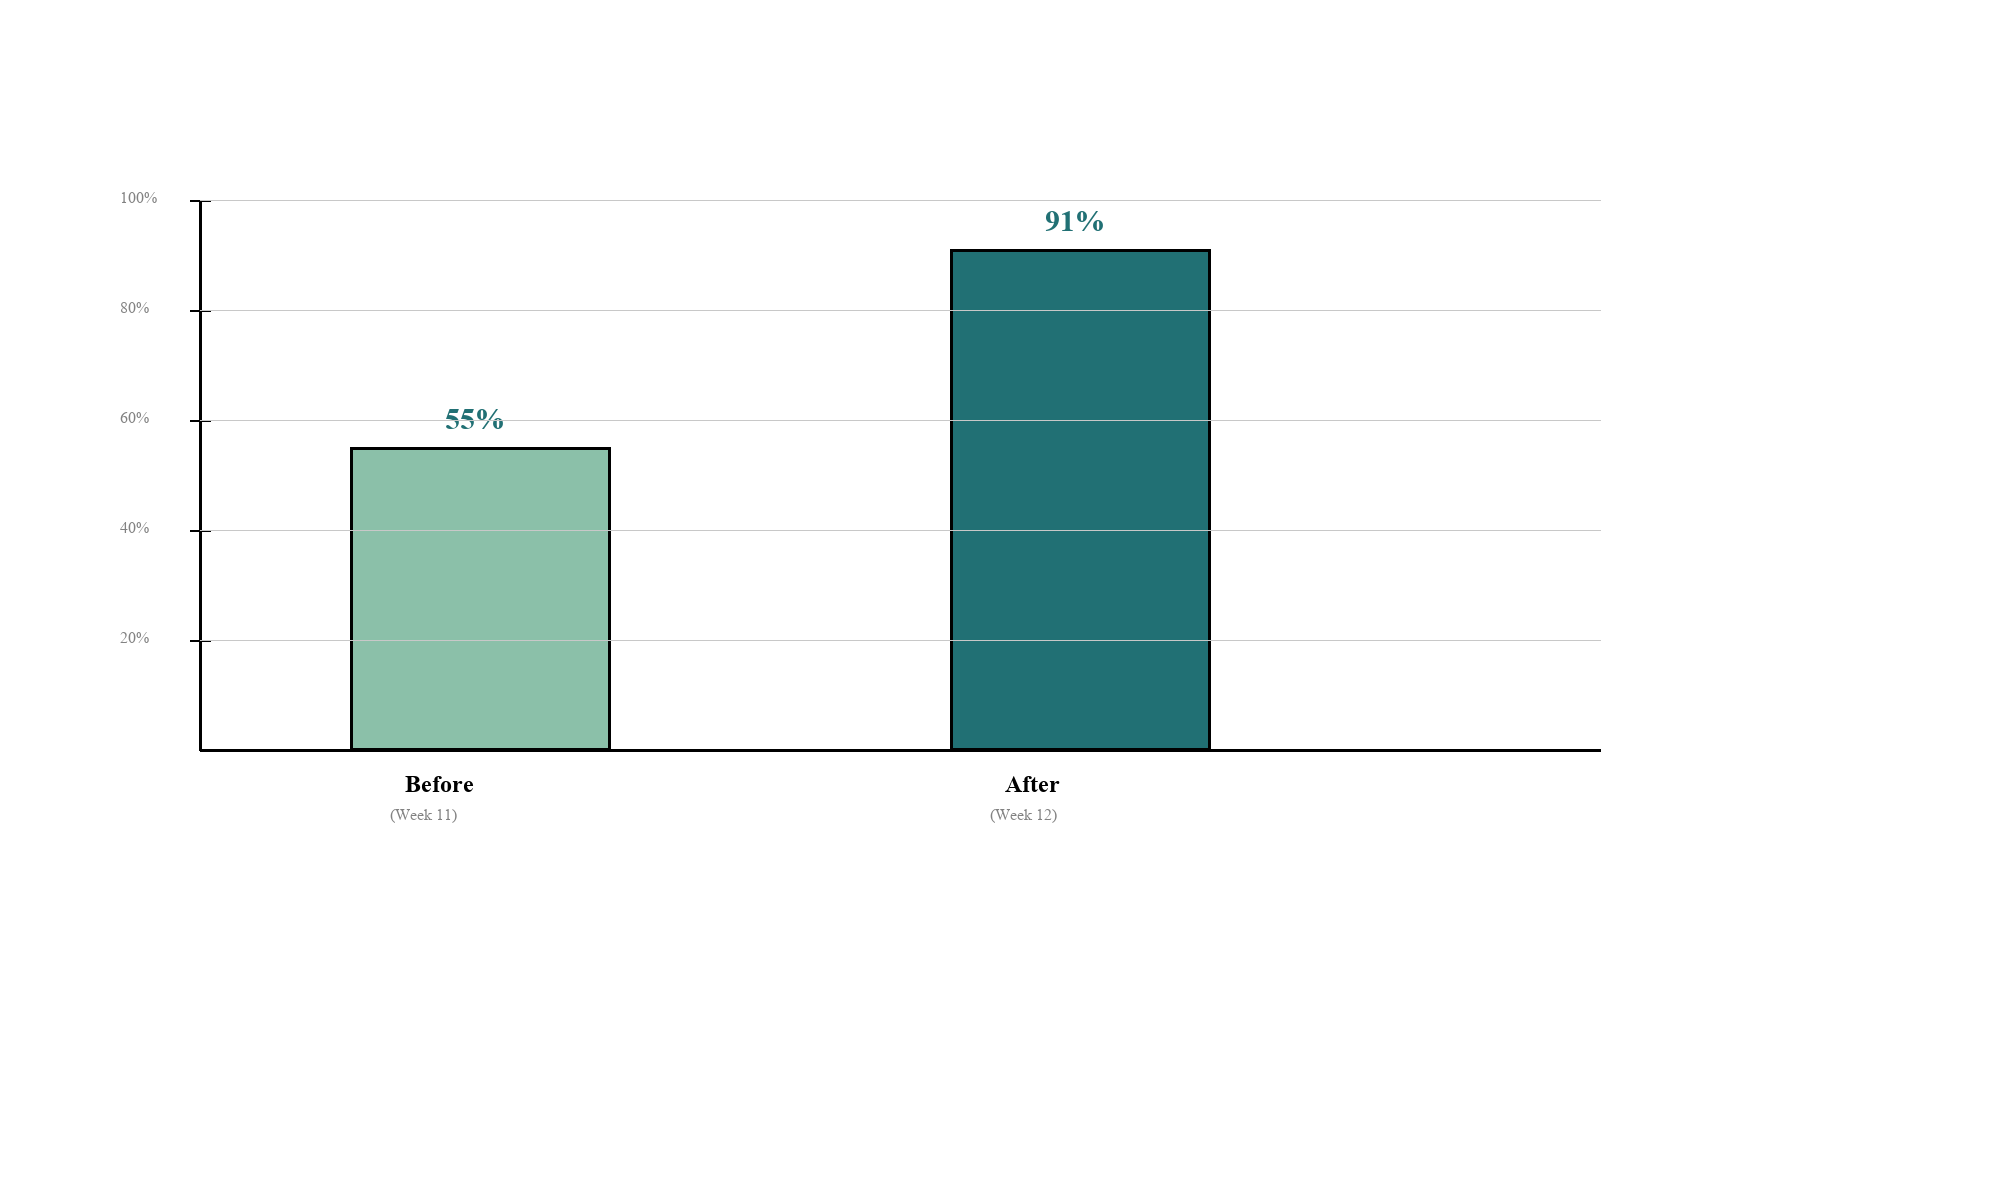 100%
91%
80%
60%
55%
40%
20%
Before
After
(Week 11)
(Week 12)